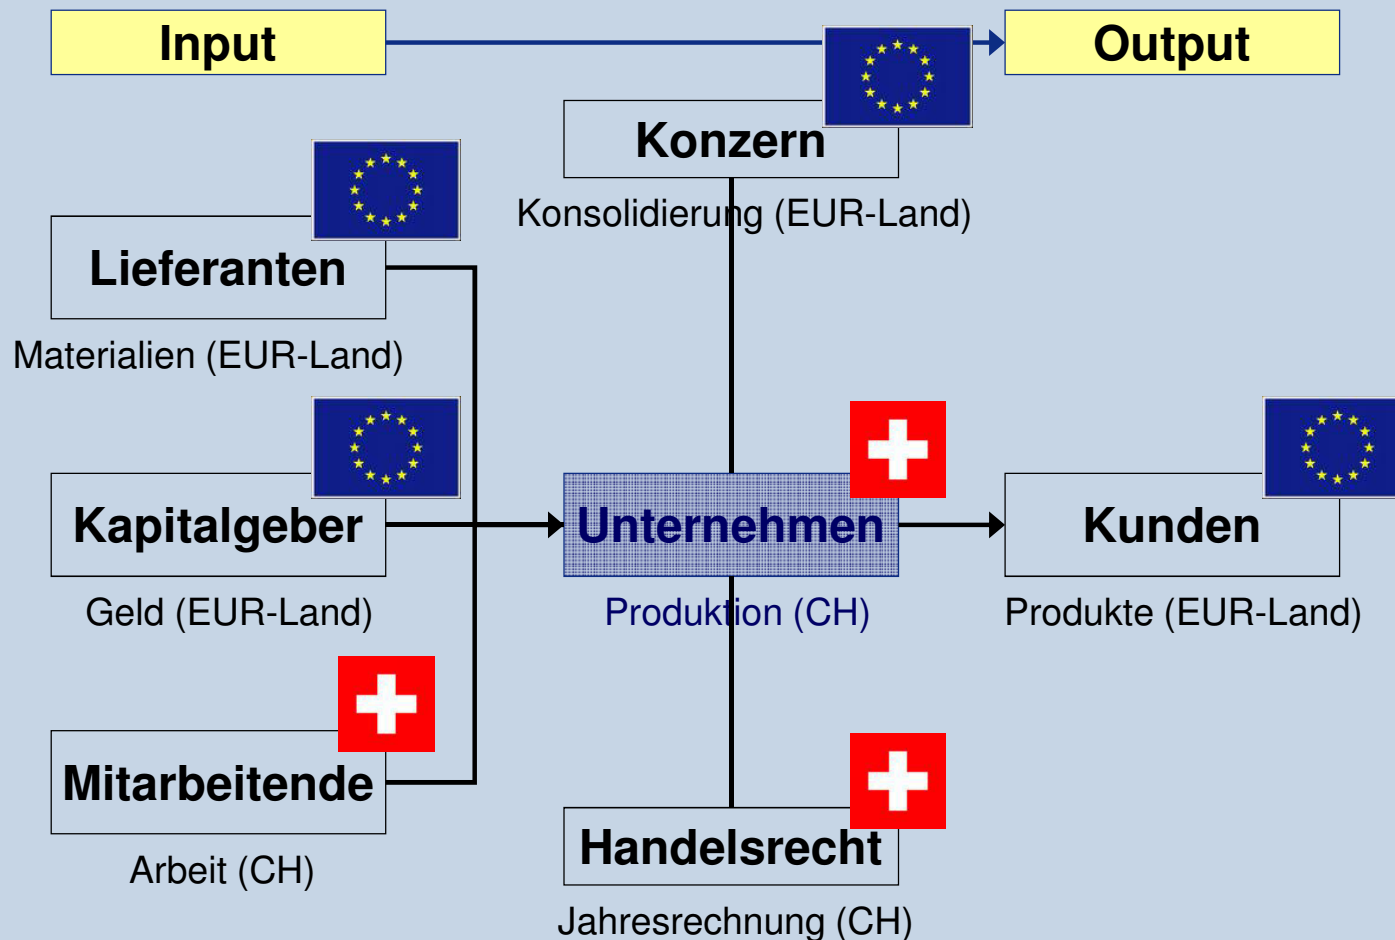 Input
Output
Konzern
Konsolidierung (EUR-Land)
Lieferanten
Materialien (EUR-Land)
Kapitalgeber
Geld (EUR-Land)
Unternehmen
Produktion (CH)
Kunden
Produkte (EUR-Land)
Mitarbeitende
Arbeit (CH)
Handelsrecht
Jahresrechnung (CH)